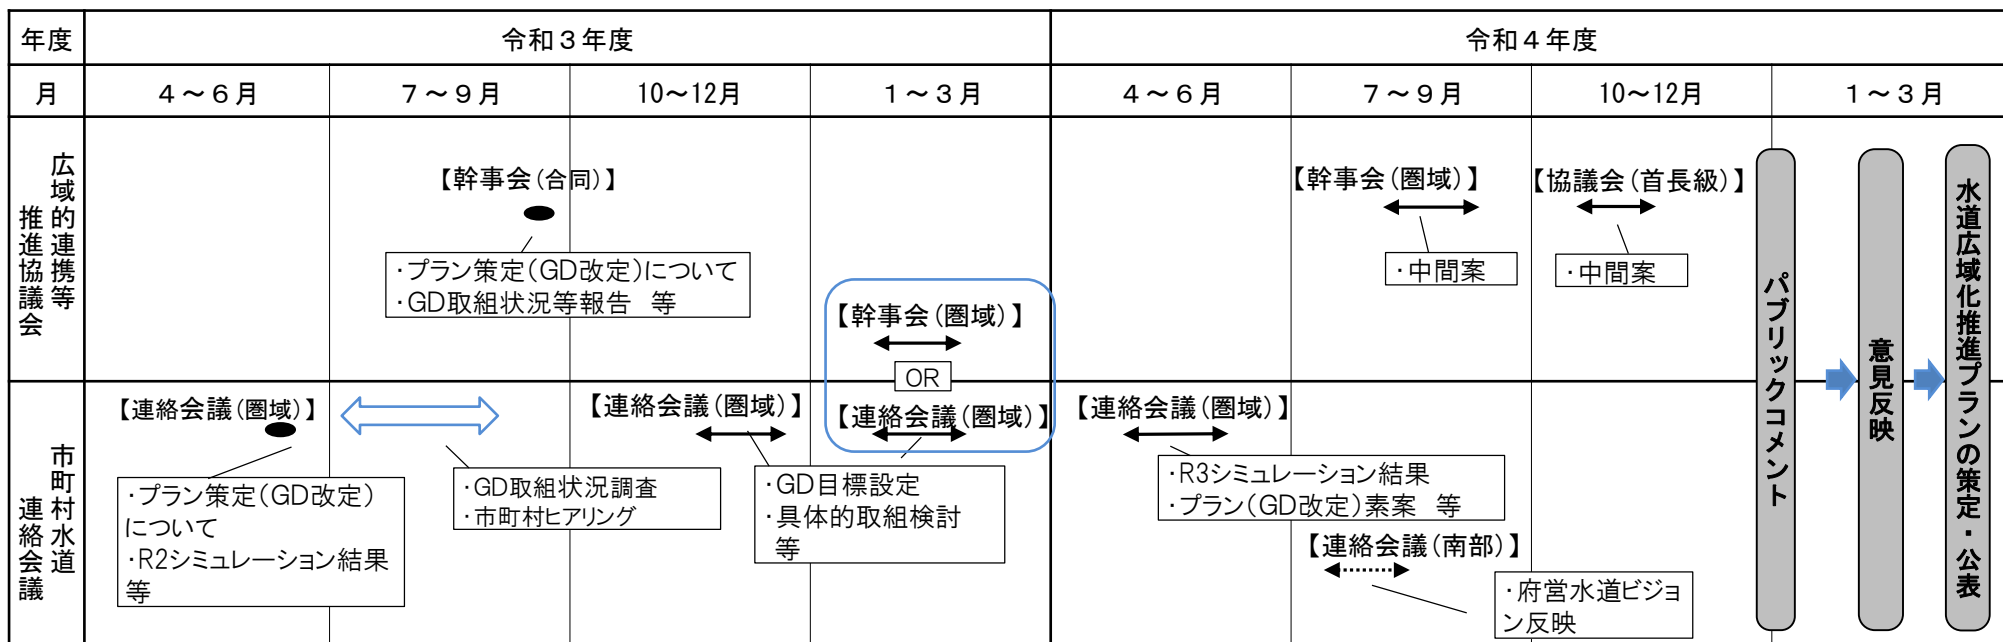 年度
令和３年度
令和４年度
月
４～６月
７～９月
10～12月
１～３月
４～６月
７～９月
10～12月
１～３月
広域的連携等
推進協議会
【幹事会（合同）】
・プラン策定（GD改定）について
・GD取組状況等報告　等
【幹事会（圏域）】
OR
【幹事会（圏域）】
・中間案
【協議会（首長級）】
・中間案
市町村水道
連絡会議
【連絡会議（圏域）】
・プラン策定（GD改定）
について
・R2シミュレーション結果
等
・GD取組状況調査
・市町村ヒアリング
【連絡会議（圏域）】
【連絡会議（圏域）】
・GD目標設定
・具体的取組検討
等
【連絡会議（圏域）】
・R3シミュレーション結果
・プラン（GD改定）素案　等
【連絡会議（南部）】
・府営水道ビジョ
ン反映
パブリックコメント
意見反映
水道広域化推進プランの策定・公表